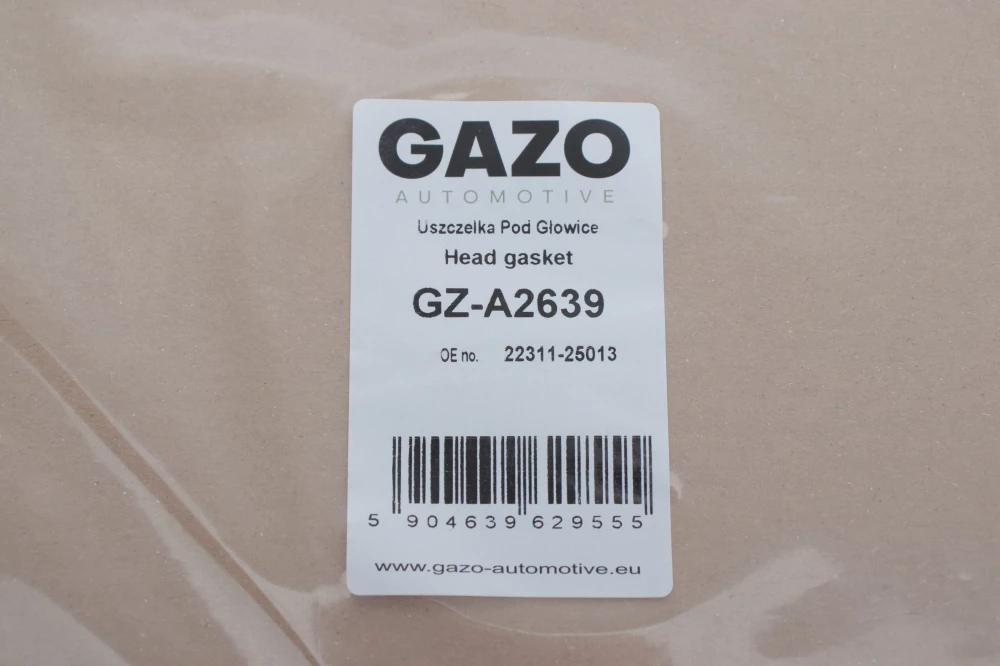 GAZO
AUTOMOTIVE
Uszczelka Pod Głowice
Head gasket
GZ-A2639
OE no. 22311-25013
5 904639 629555
www.gazo-automotive.eu